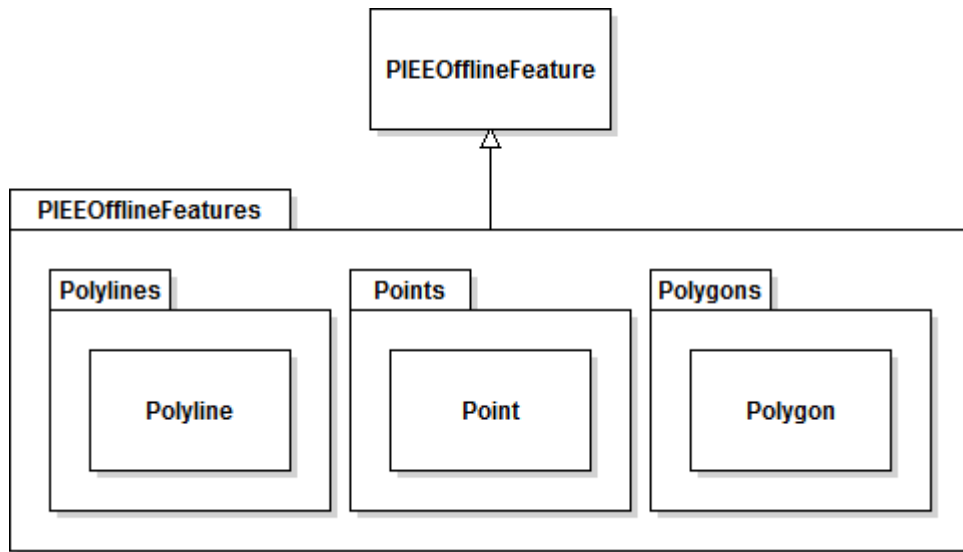 PIEEOfflineFeature
PIEEOfflineFeatures
Polylines
Points
Polygons
Polyline
Point
Polygon